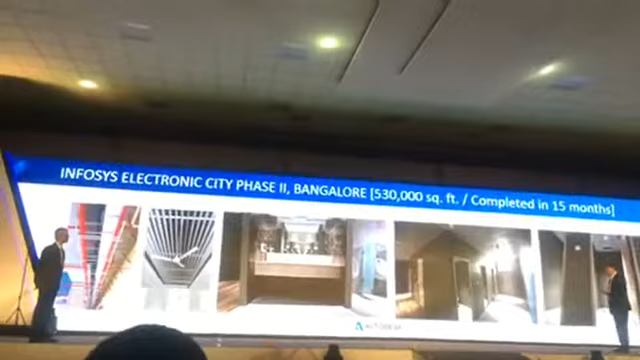 INFOSYS ELECTRONIC CITY PHASE II, BANGALORE [530,000 sq. ft. / Completed in 15 months]
AUTODESK